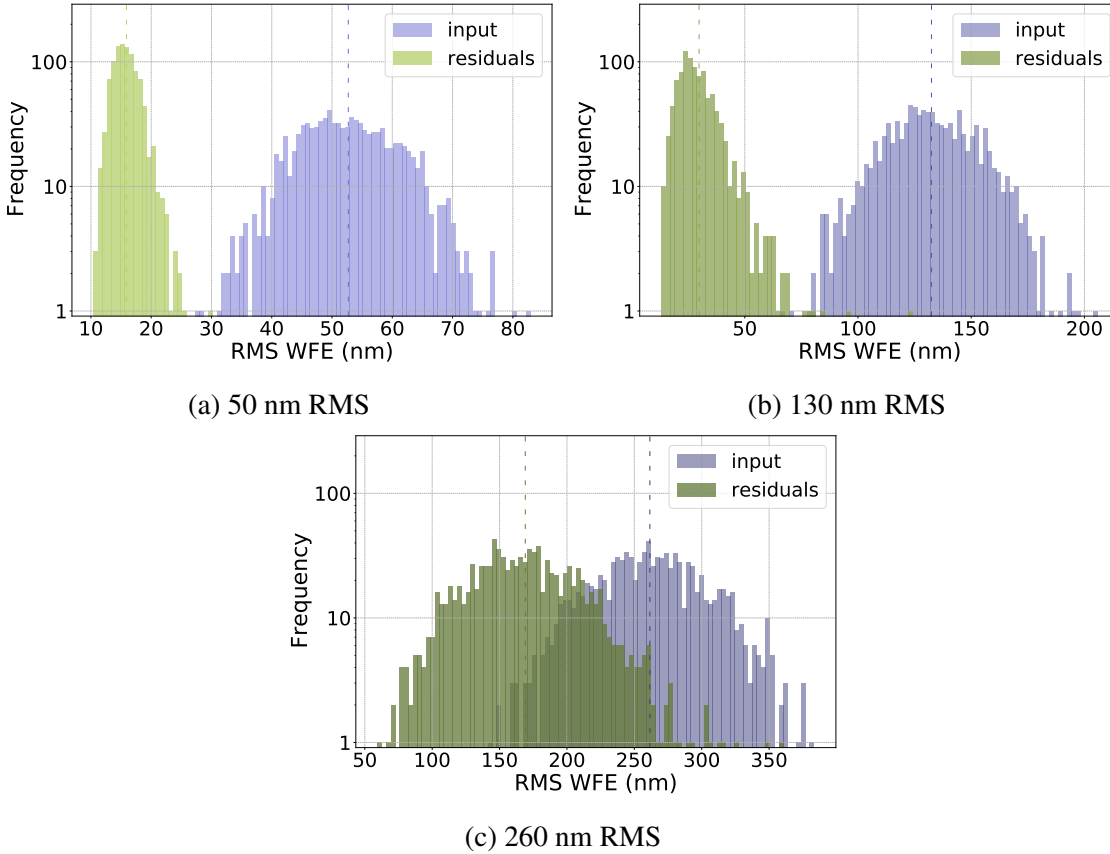 input
residuals
100
10
1
Frequency
10 20 30 40 50 60 70 80
RMS WFE (nm)
(a) 50 nm RMS
input
residuals
100
10
1
Frequency
50 100 150 200
RMS WFE (nm)
(b) 130 nm RMS
input
residuals
100
10
1
Frequency
50 100 150 200 250 300 350
RMS WFE (nm)
(c) 260 nm RMS